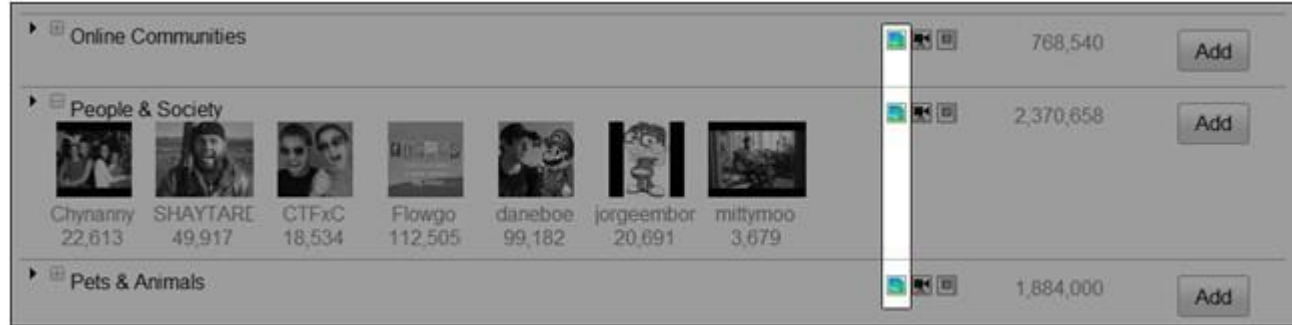 Online Communities 768,540 Add
People & Society 2,370,658 Add
Chynanny SHAYTARD CTFxC Flowgo daneboe jorgeembor mittymoo
22,613 49,917 18,534 112,505 99,182 20,691 3,679
Pets & Animals 1,884,000 Add